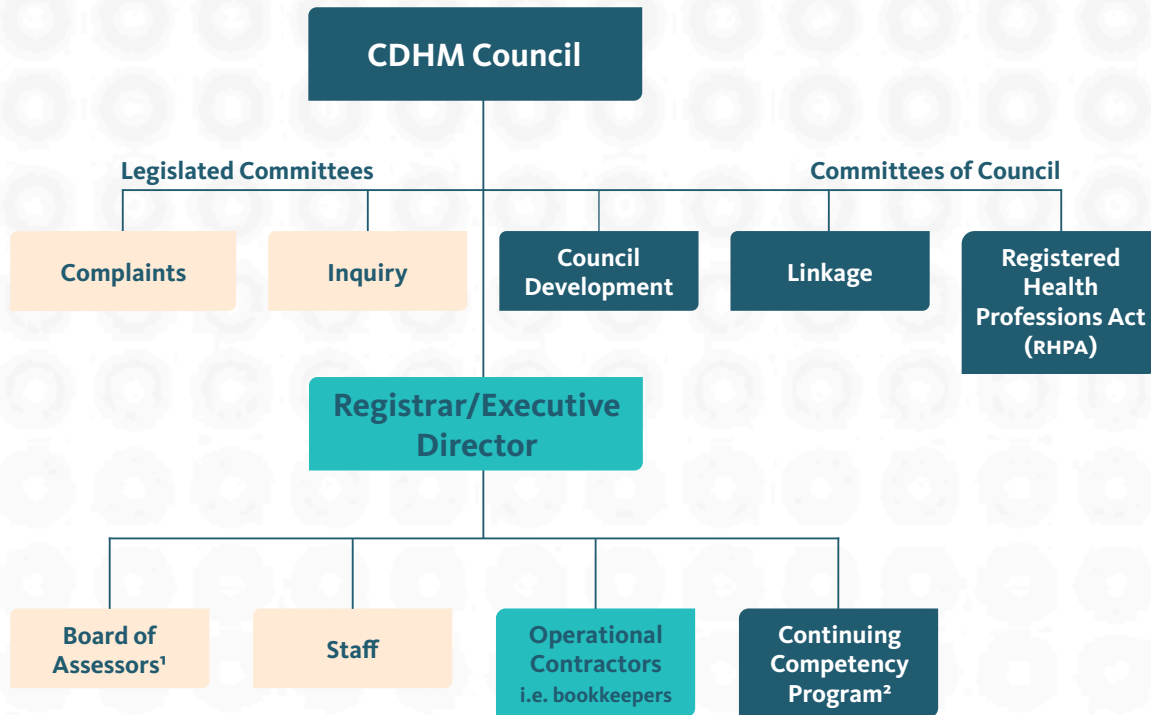 CDHM Council
Legislated Committees
Committees of Council
Complaints
Inquiry
Council
Development
Linkage
Registered
Health
Professions Act
(RHPA)
Registrar/Executive
Director
Board of
Assessors¹
Staff
Operational
Contractors
i.e. bookkeepers
Continuing
Competency
Program²